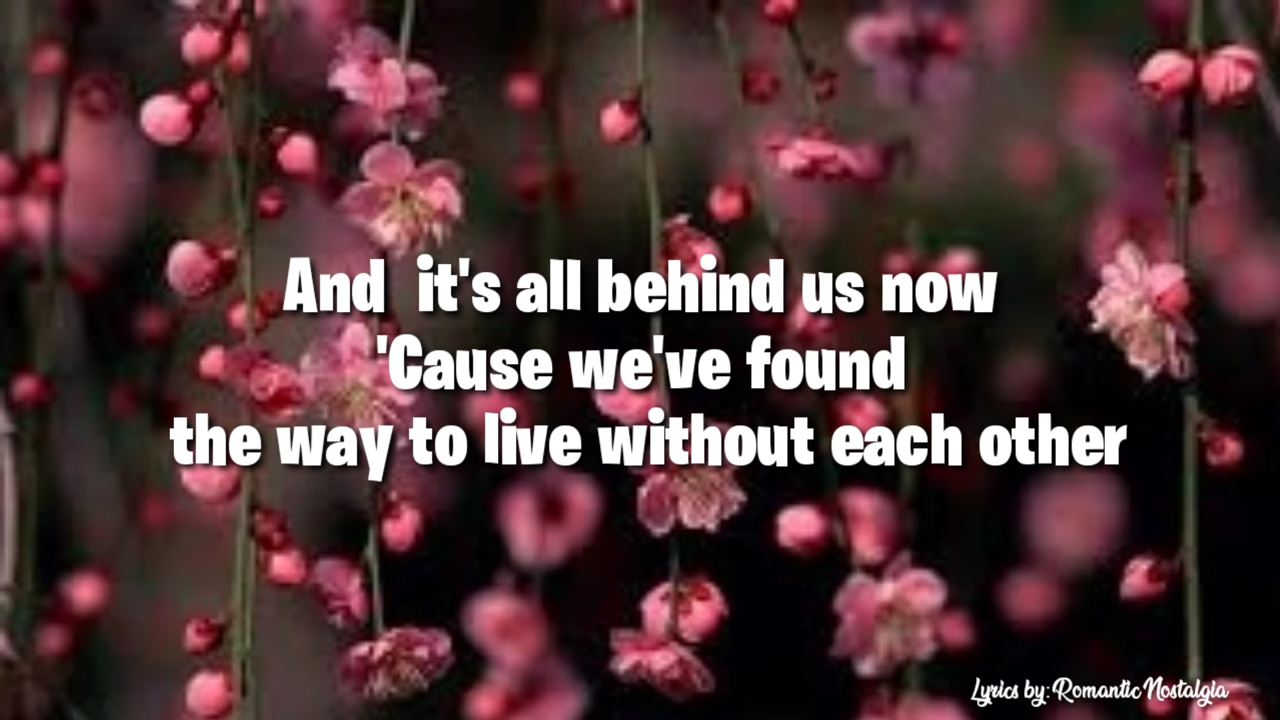 And  it's all behind us now
'Cause we've found
the way to live without each other
Lyrics by: Romantic Nostalgia